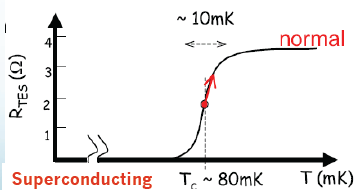 ~ 10mK
normal
R_TES (Ω)
4
3
2
1
Superconducting
T_c ~ 80mK
T (mK)